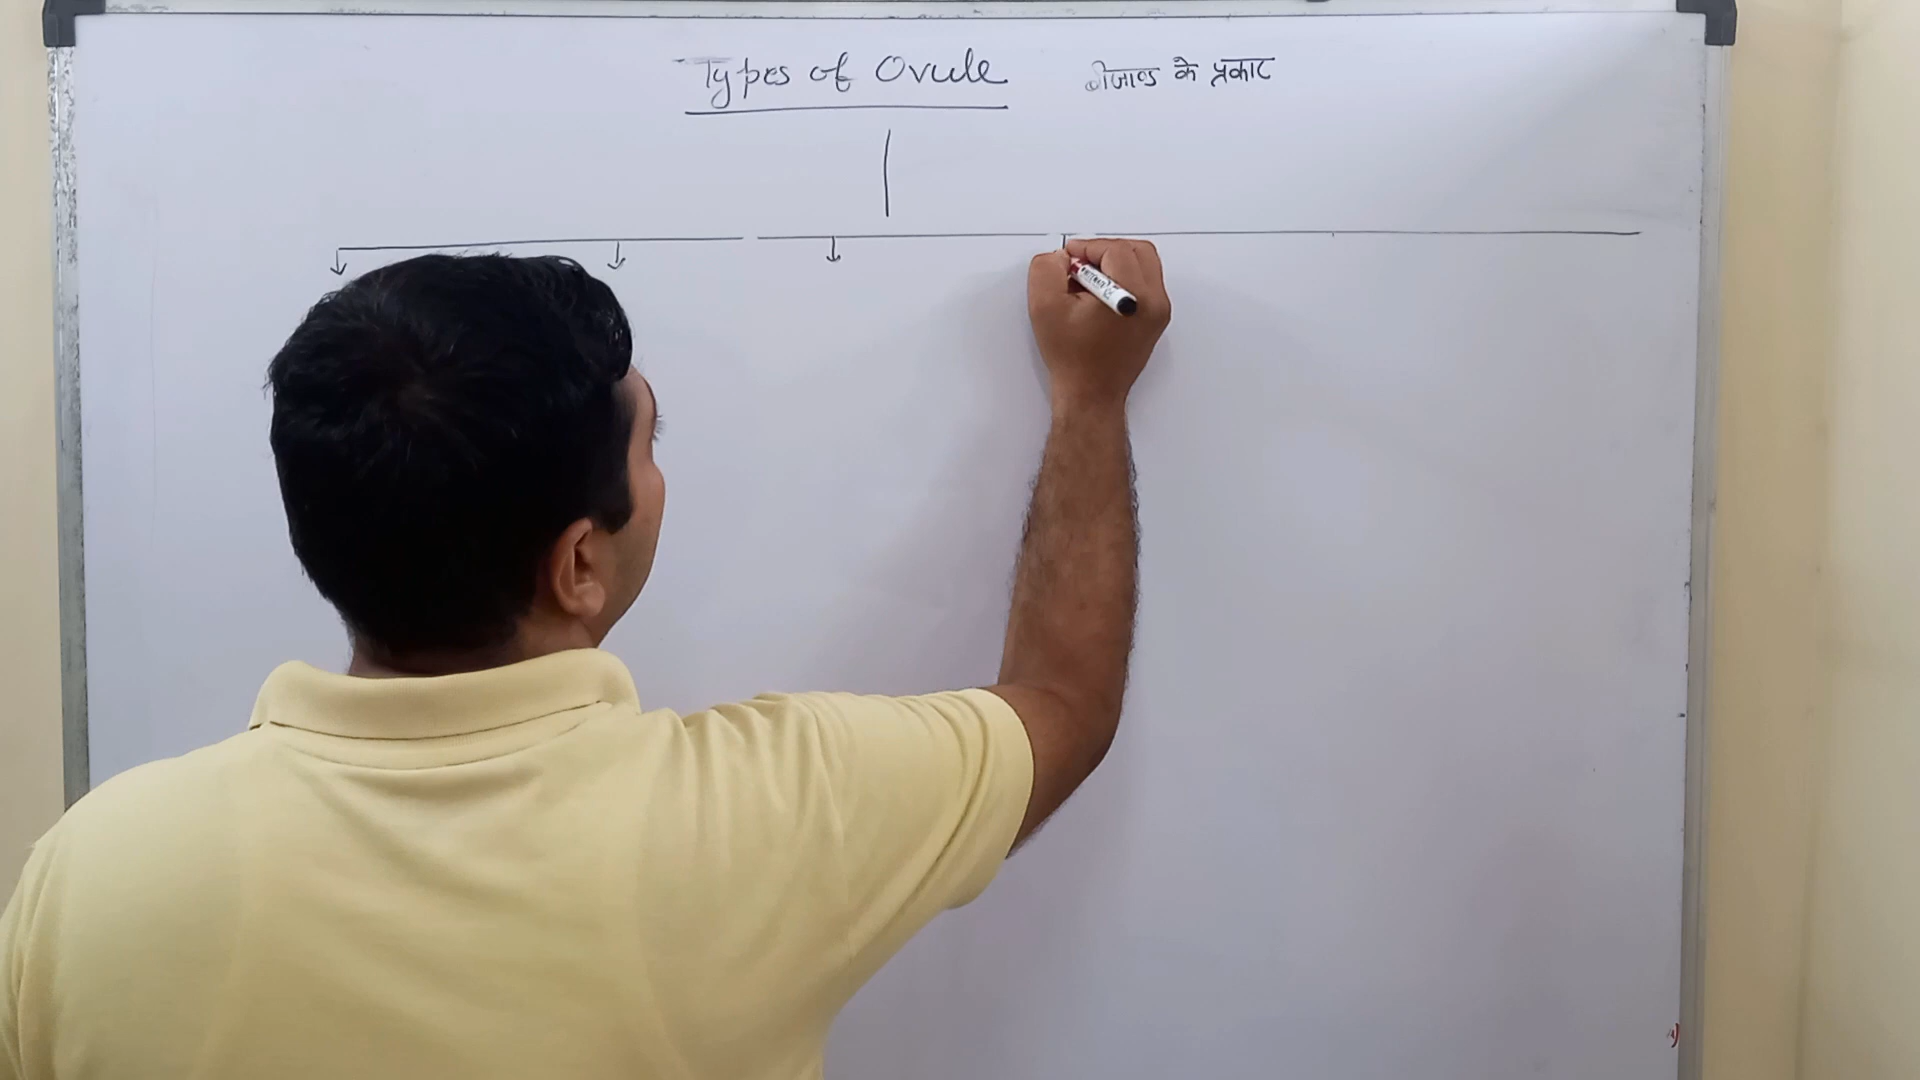 Types of Ovule बीजाण्ड के प्रकार